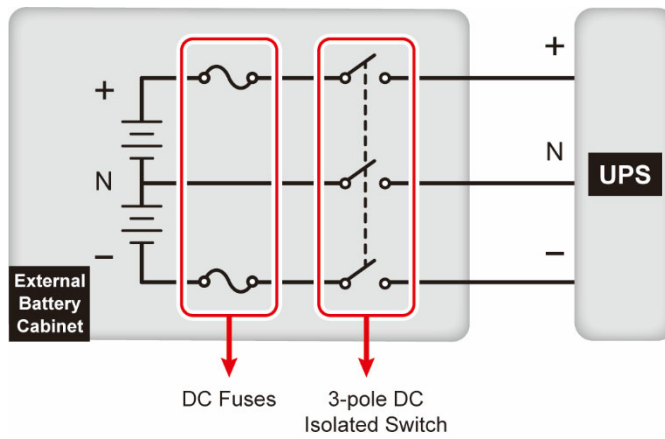 +
+
N
N
UPS
−
−
External
Battery
Cabinet
DC Fuses
3-pole DC
Isolated Switch